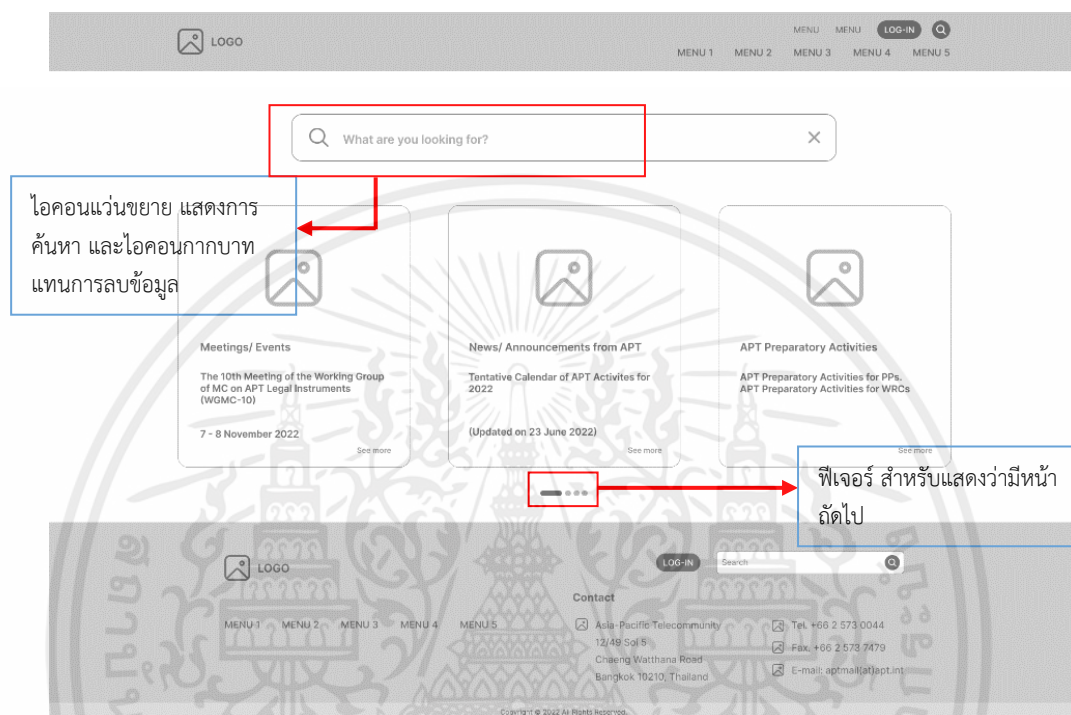 LOGO
MENU MENU LOG-IN
MENU 1 MENU 2 MENU 3 MENU 4 MENU 5
What are you looking for?
ไอคอนแว่นขยาย แสดงการ
ค้นหา และไอคอนกากบาท
แทนการลบข้อมูล
Meetings/ Events
The 10th Meeting of the Working Group
of MC on APT Legal Instruments
(WGMC-10)
7 - 8 November 2022
See more
News/ Announcements from APT
Tentative Calendar of APT Activites for
2022
(Updated on 23 June 2022)
See more
APT Preparatory Activities
APT Preparatory Activities for PPs.
APT Preparatory Activities for WRCs
See more
ฟีเจอร์ สำหรับแสดงว่ามีหน้า
ถัดไป
LOGO
LOG-IN Search
MENU 1 MENU 2 MENU 3 MENU 4 MENU 5
Contact
Asia-Pacific Telecommunity
12/49 Soi 5
Chaeng Watthana Road
Bangkok 10210, Thailand
Tel. +66 2 573 0044
Fax. +66 2 573 7479
E-mail: aptmail(at)apt.int
Copyright © 2022 All Rights Reserved.